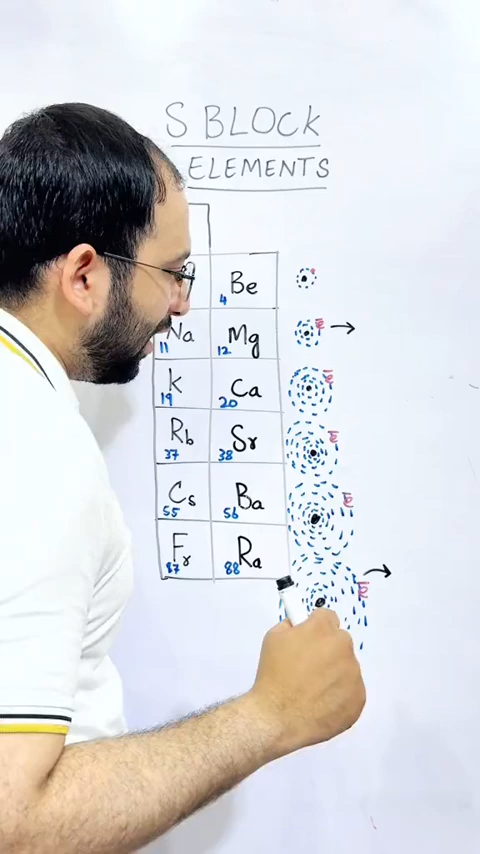 S BLOCK
ELEMENTS
4 Be
11 Na 12 Mg e̅ →
19 K 20 Ca e̅
37 Rb 38 Sr e̅
55 Cs 56 Ba e̅
87 Fr 88 Ra e̅ →